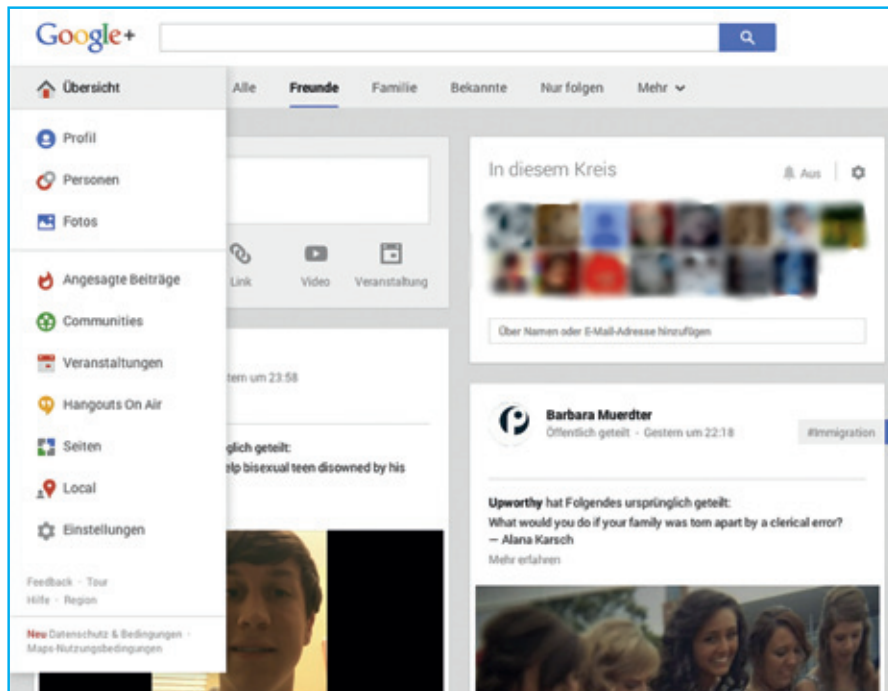 Google+
Übersicht
Alle Freunde Familie Bekannte Nur folgen Mehr
Profil
Personen
Fotos
Angesagte Beiträge
Communities
Veranstaltungen
Hangouts On Air
Seiten
Local
Einstellungen
Feedback · Tour
Hilfe · Region
Neu Datenschutz & Bedingungen ·
Maps-Nutzungsbedingungen
Link Video Veranstaltung
tern um 23:58
glich geteilt:
elp bisexual teen disowned by his
In diesem Kreis
Aus
Über Namen oder E-Mail-Adresse hinzufügen
Barbara Muerdter
Öffentlich geteilt - Gestern um 22:18
#Immigration
Upworthy hat Folgendes ursprünglich geteilt:
What would you do if your family was torn apart by a clerical error?
— Alana Karsch
Mehr erfahren